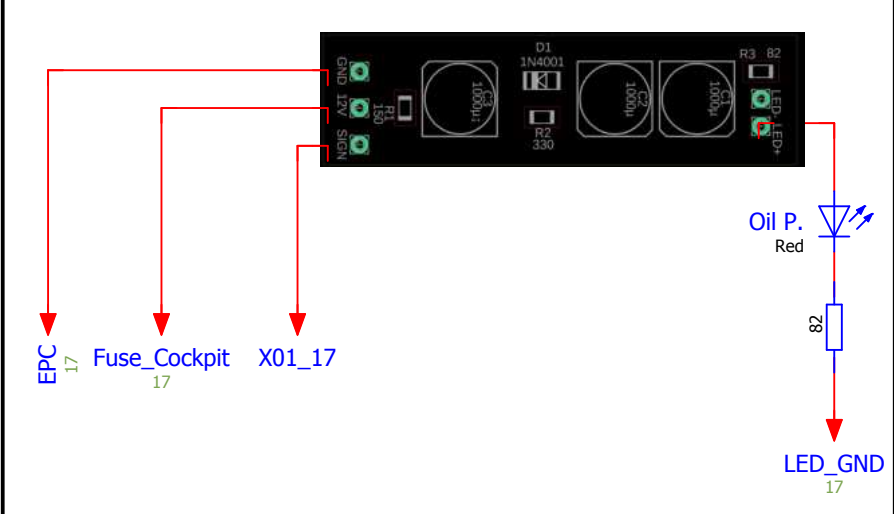 D1
1N4001
R3 82
GND
12V
SIGN
R1
150
C3
1000µ
R2
330
C2
1000µ
C1
1000µ
LED-
LED+
Oil P.
Red
82
EPC
17
Fuse_Cockpit
17
X01_17
LED_GND
17